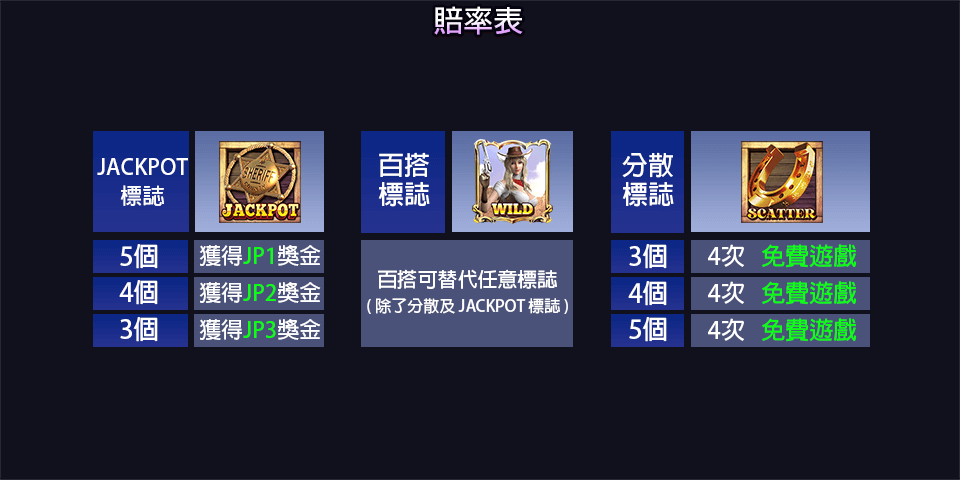 賠率表
JACKPOT
標誌
SHERIFF
JACKPOT
5個 獲得JP1獎金
4個 獲得JP2獎金
3個 獲得JP3獎金
百搭
標誌
WILD
百搭可替代任意標誌
( 除了分散及 JACKPOT 標誌 )
分散
標誌
SCATTER
3個 4次 免費遊戲
4個 4次 免費遊戲
5個 4次 免費遊戲